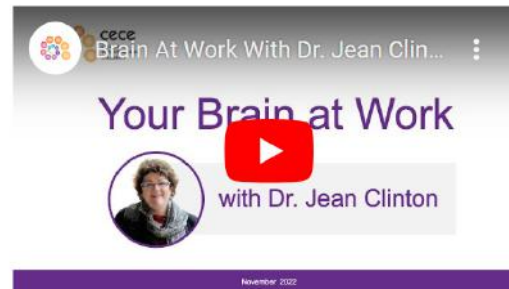 cece
Brain At Work With Dr. Jean Clin...
Your Brain at Work
with Dr. Jean Clinton
November 2022